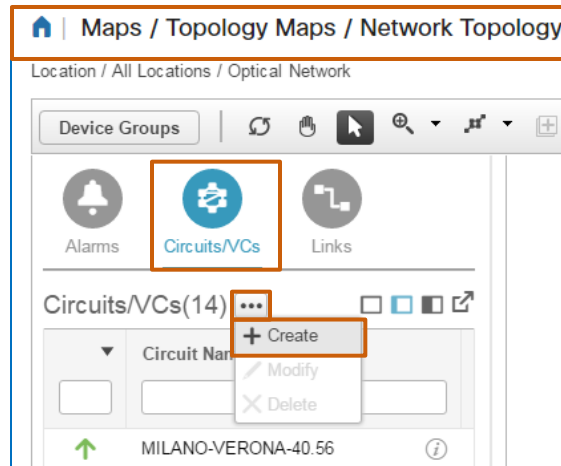 Maps / Topology Maps / Network Topology
Location / All Locations / Optical Network
Device Groups
Alarms Circuits/VCs Links
Circuits/VCs(14)
Create
Circuit Nan
Modify
Delete
MILANO-VERONA-40.56